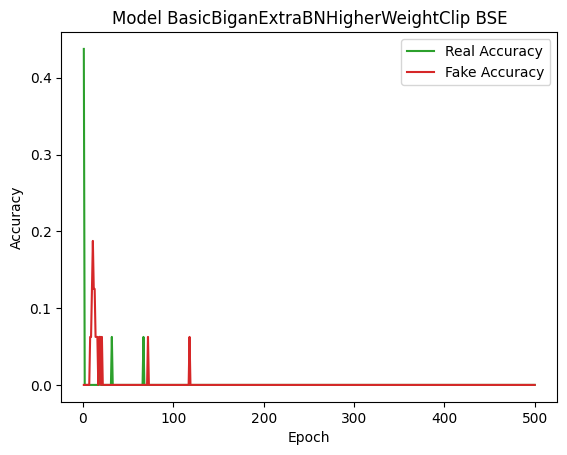 Model BasicBiganExtraBNHigherWeightClip BSE
Real Accuracy
Fake Accuracy
Accuracy
0.4
0.3
0.2
0.1
0.0
0
100
200
300
400
500
Epoch